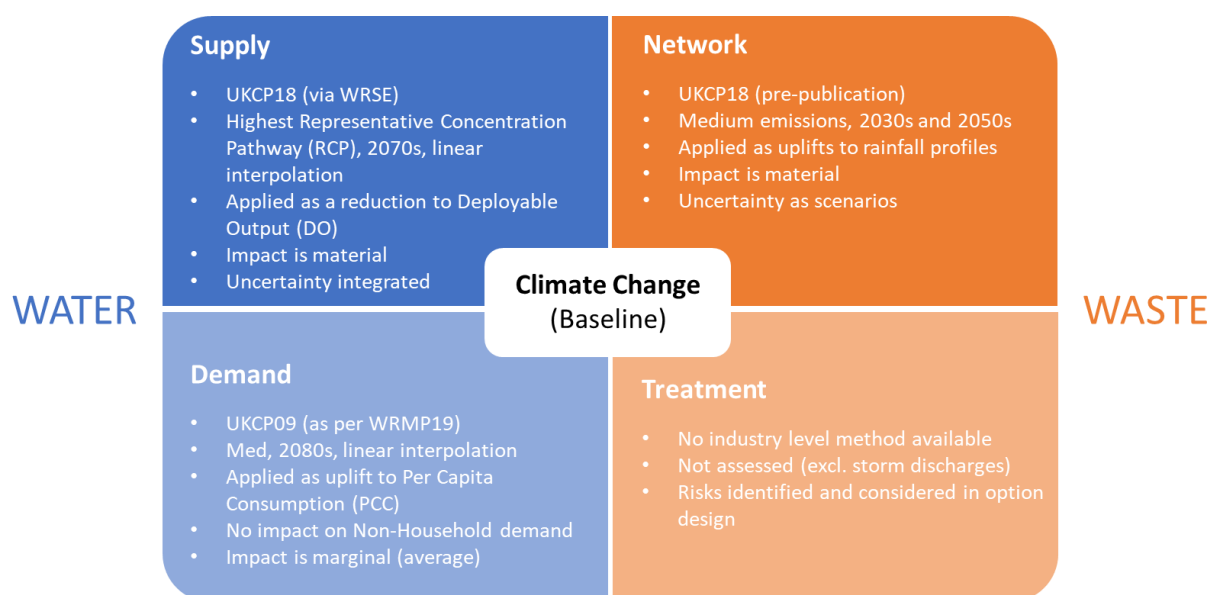 Supply
• UKCP18 (via WRSE)
• Highest Representative Concentration
Pathway (RCP), 2070s, linear
interpolation
• Applied as a reduction to Deployable
Output (DO)
• Impact is material
• Uncertainty integrated
Network
• UKCP18 (pre-publication)
• Medium emissions, 2030s and 2050s
• Applied as uplifts to rainfall profiles
• Impact is material
• Uncertainty as scenarios
WATER
Climate Change
(Baseline)
WASTE
Demand
• UKCP09 (as per WRMP19)
• Med, 2080s, linear interpolation
• Applied as uplift to Per Capita
Consumption (PCC)
• No impact on Non-Household demand
• Impact is marginal (average)
Treatment
• No industry level method available
• Not assessed (excl. storm discharges)
• Risks identified and considered in option
design